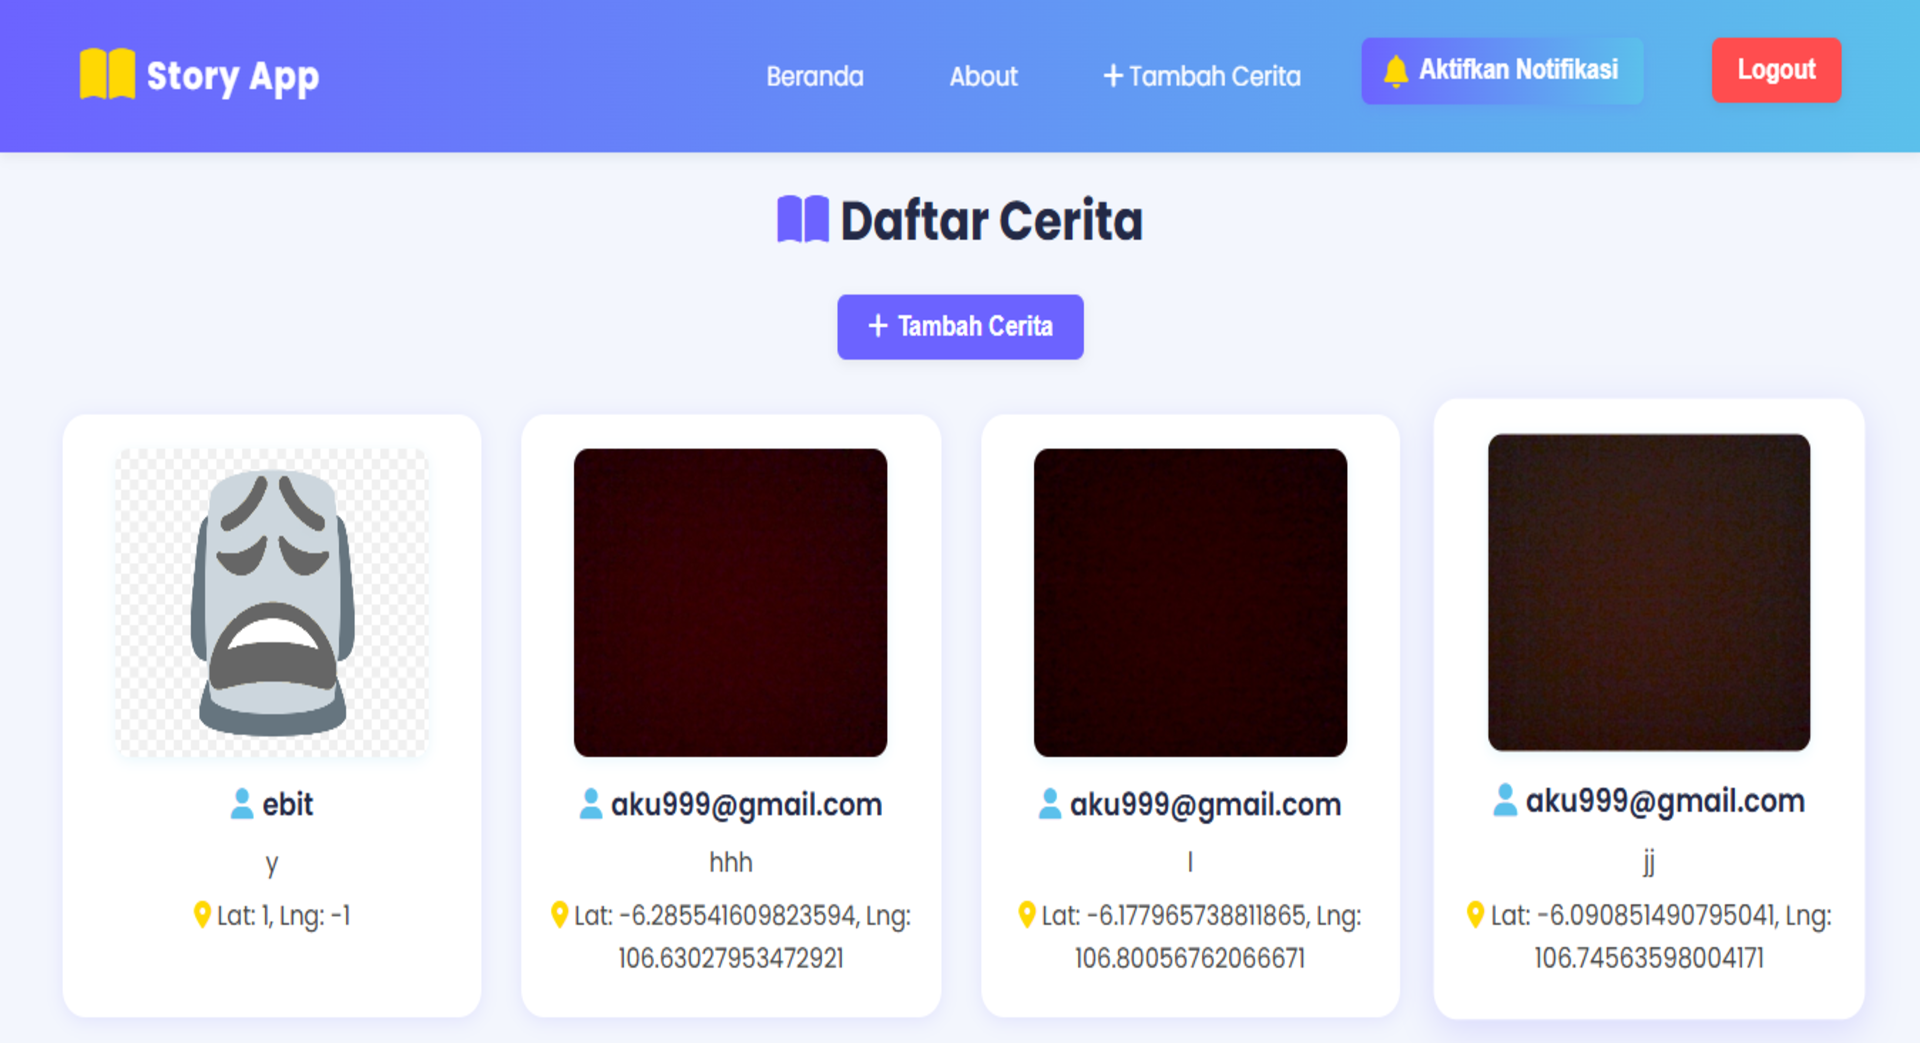 Story App
Beranda
About
+ Tambah Cerita
Aktifkan Notifikasi
Logout
Daftar Cerita
+ Tambah Cerita
ebit
y
Lat: 1, Lng: -1
aku999@gmail.com
hhh
Lat: -6.285541609823594, Lng:
106.63027953472921
aku999@gmail.com
l
Lat: -6.177965738811865, Lng:
106.80056762066671
aku999@gmail.com
jj
Lat: -6.090851490795041, Lng:
106.74563598004171